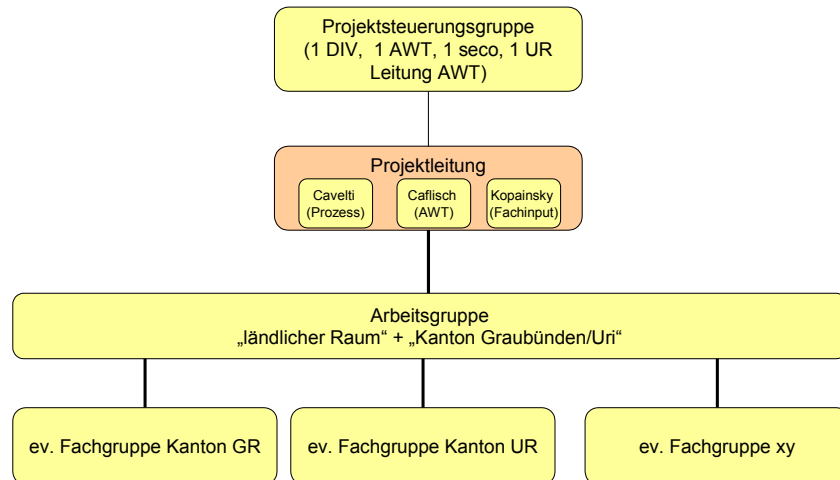 Projektsteuerungsgruppe
(1 DIV, 1 AWT, 1 seco, 1 UR
Leitung AWT)
Projektleitung
Cavelti
(Prozess)
Caflisch
(AWT)
Kopainsky
(Fachinput)
Arbeitsgruppe
„ländlicher Raum“ + „Kanton Graubünden/Uri“
ev. Fachgruppe Kanton GR
ev. Fachgruppe Kanton UR
ev. Fachgruppe xy